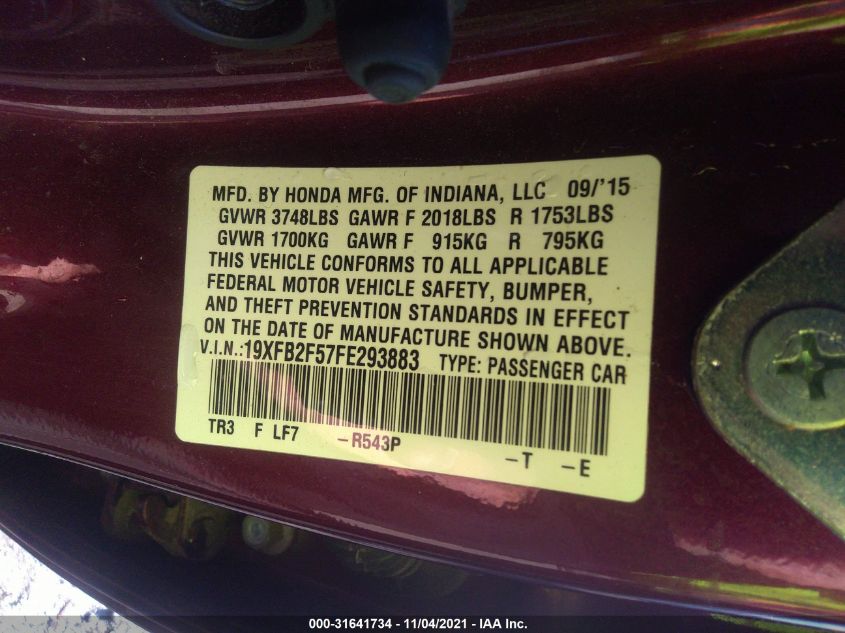 MFD. BY HONDA MFG. OF INDIANA, LLC 09/'15
GVWR 3748LBS GAWR F 2018LBS R 1753LBS
GVWR 1700KG GAWR F 915KG R 795KG
THIS VEHICLE CONFORMS TO ALL APPLICABLE
FEDERAL MOTOR VEHICLE SAFETY, BUMPER,
AND THEFT PREVENTION STANDARDS IN EFFECT
ON THE DATE OF MANUFACTURE SHOWN ABOVE.
V.I.N.:19XFB2F57FE293883 TYPE: PASSENGER CAR
TR3 F LF7 –R543P –T –E
000-31641734 - 11/04/2021 - IAA Inc.